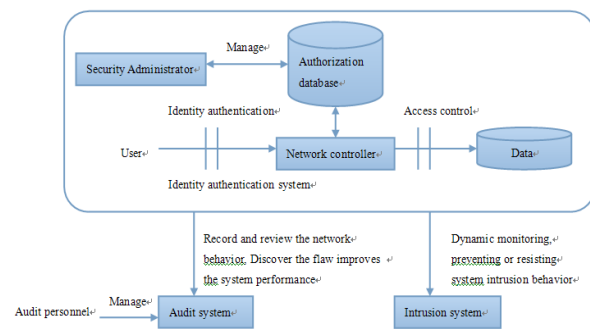 Manage
Security Administrator
Authorization
database
Identity authentication
Access control
User
Network controller
Data
Identity authentication system
Record and review the network
behavior. Discover the flaw improves
the system performance
Dynamic monitoring,
preventing or resisting
system intrusion behavior
Audit personnel
Manage
Audit system
Intrusion system